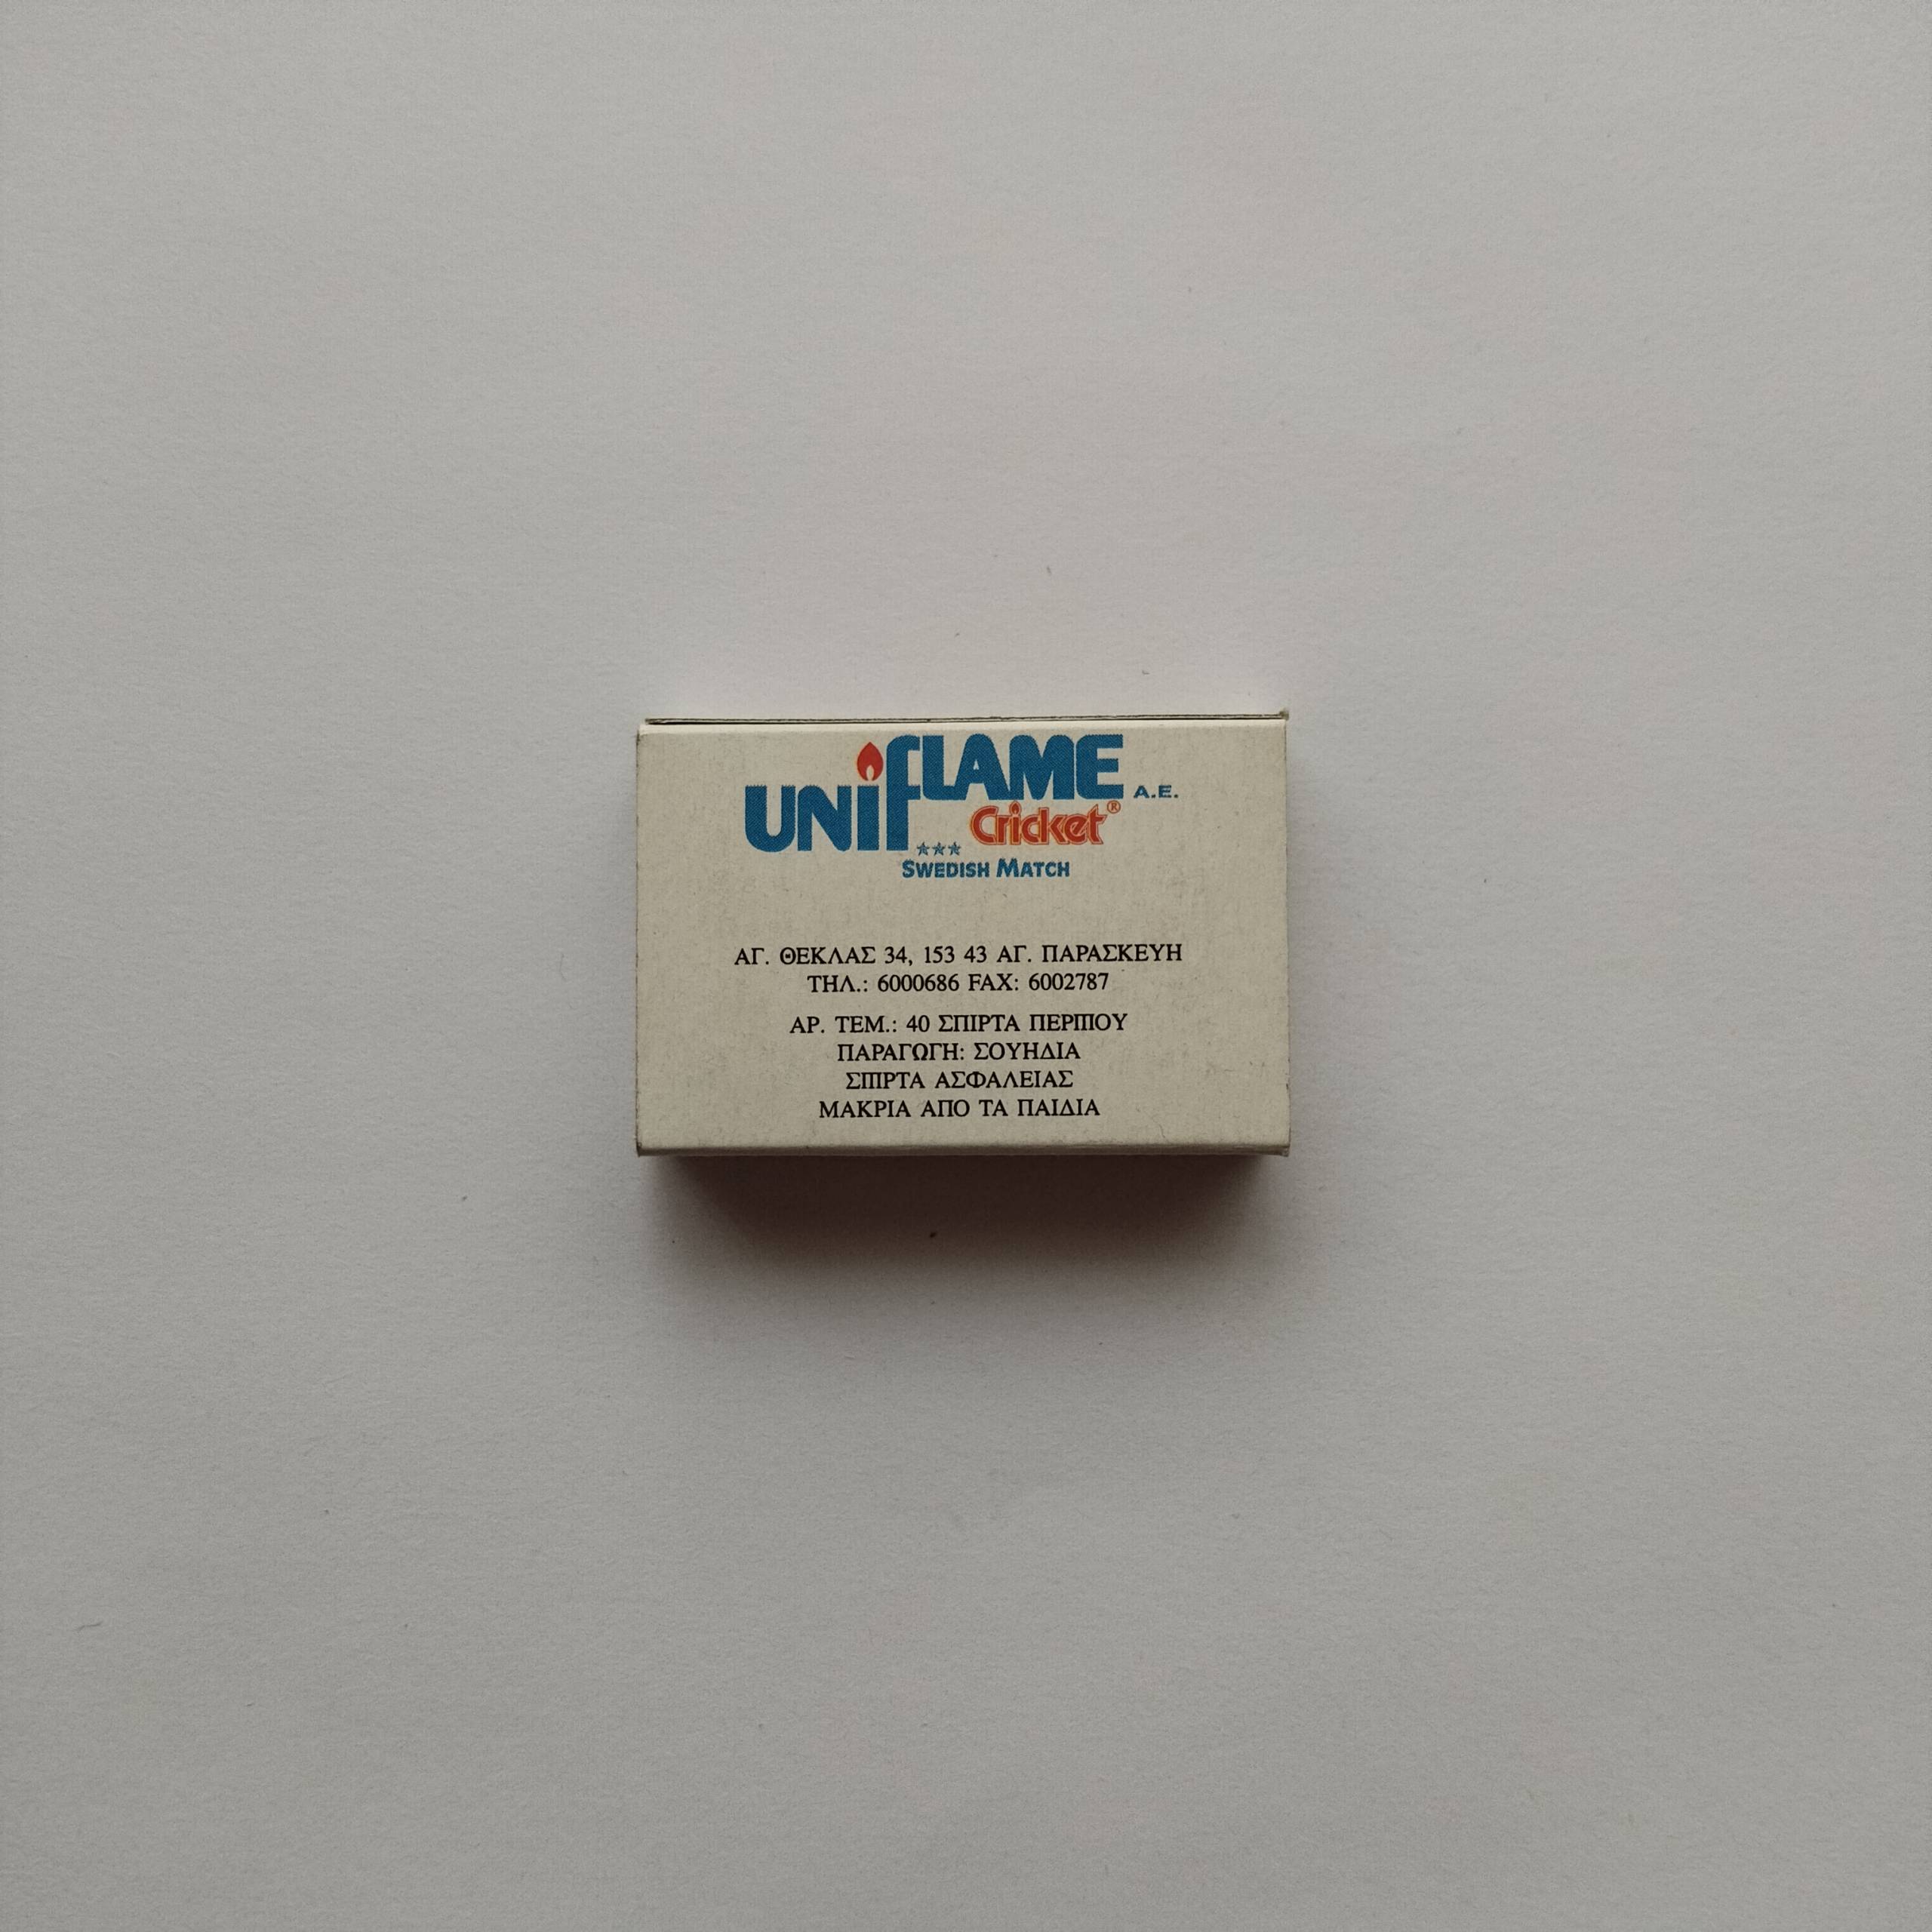 UNiFLAME A.E.
Cricket®
SWEDISH MATCH
ΑΓ. ΘΕΚΛΑΣ 34, 153 43 ΑΓ. ΠΑΡΑΣΚΕΥΗ
ΤΗΛ.: 6000686 FAX: 6002787
ΑΡ. ΤΕΜ.: 40 ΣΠΙΡΤΑ ΠΕΡΙΠΟΥ
ΠΑΡΑΓΩΓΗ: ΣΟΥΗΔΙΑ
ΣΠΙΡΤΑ ΑΣΦΑΛΕΙΑΣ
ΜΑΚΡΙΑ ΑΠΟ ΤΑ ΠΑΙΔΙΑ